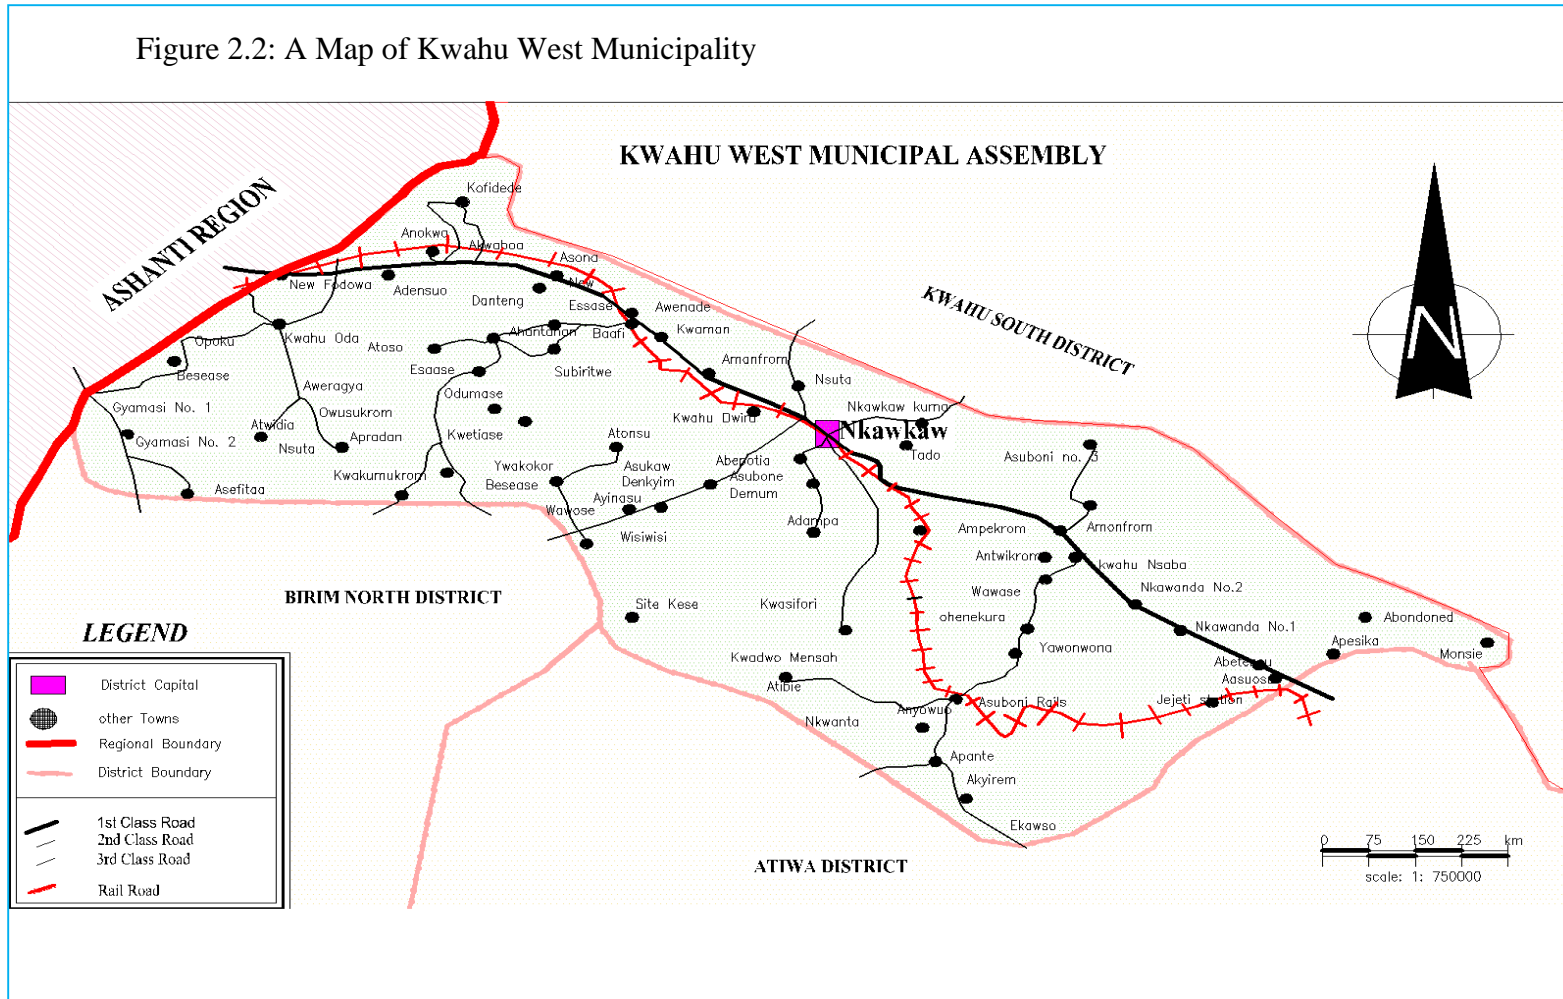 Figure 2.2: A Map of Kwahu West Municipality
KWAHU WEST MUNICIPAL ASSEMBLY
ASHANTI REGION
KWAHU SOUTH DISTRICT
Kofidede
Anokwa
Akwaboa
Asona
New Fodowa
Adensuo
Danteng
New
Essase
Awenade
Opoku
Kwahu Oda
Atoso
Ahantanan
Baafi
Kwaman
Besease
Esaase
Subiritwe
Amanfrom
Nsuta
Aweragya
Odumase
Gyamasi No. 1
Owusukrom
Kwahu Dwira
Nkawkaw kuma
Atwidia
Nkawkaw
Gyamasi No. 2
Nsuta
Apradan
Kwetiase
Atonsu
Tado
Asuboni no. 3
Kwakumukrom
Ywakokor
Besease
Asukaw
Denkyim
Abepotia
Asubone
Demum
Asefitaa
Ayinasu
Wawose
Adampa
Wisiwisi
Ampekrom
Amonfrom
Antwikrom
kwahu Nsaba
Wawase
Nkawanda No.2
BIRIM NORTH DISTRICT
Site Kese
Kwasifori
ohenekura
Nkawanda No.1
Abondoned
Yawonwona
Apesika
Monsie
Kwadwo Mensah
Atibie
Aasuosu
Nkwanta
Anyowuo
Asuboni Rails
Jejeti station
Apante
Akyirem
Ekawso
ATIWA DISTRICT
LEGEND
District Capital
other Towns
Regional Boundary
District Boundary
1st Class Road
2nd Class Road
3rd Class Road
Rail Road
N
0 75 150 225 km
scale: 1: 750000